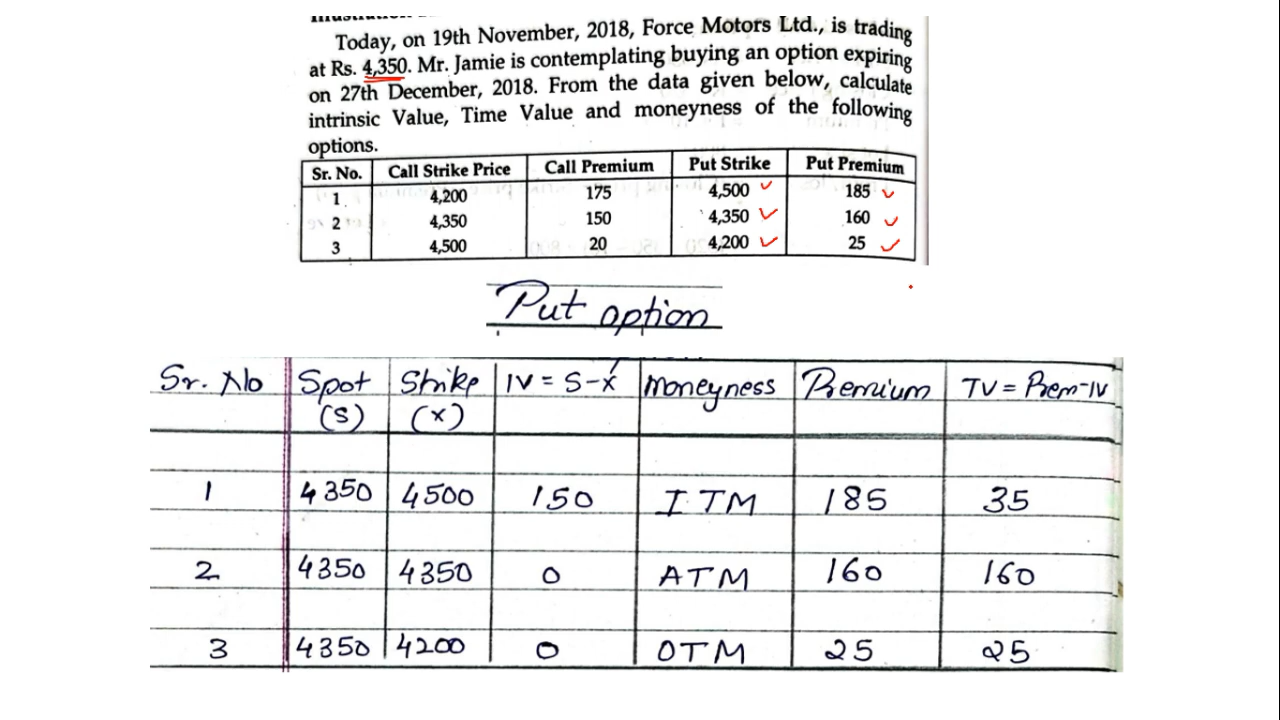 Today, on 19th November, 2018, Force Motors Ltd., is trading
at Rs. 4,350. Mr. Jamie is contemplating buying an option expiring
on 27th December, 2018. From the data given below, calculate
intrinsic Value, Time Value and moneyness of the following
options.
Sr. No. Call Strike Price Call Premium Put Strike Put Premium
1 4,200 175 4,500 185
2 4,350 150 4,350 160
3 4,500 20 4,200 25
Put option
Sr. No Spot Strike IV = S-X Moneyness Premium TV = Prem-IV
(S) (X)
1 4350 4500 150 ITM 185 35
2 4350 4350 0 ATM 160 160
3 4350 4200 0 OTM 25 25